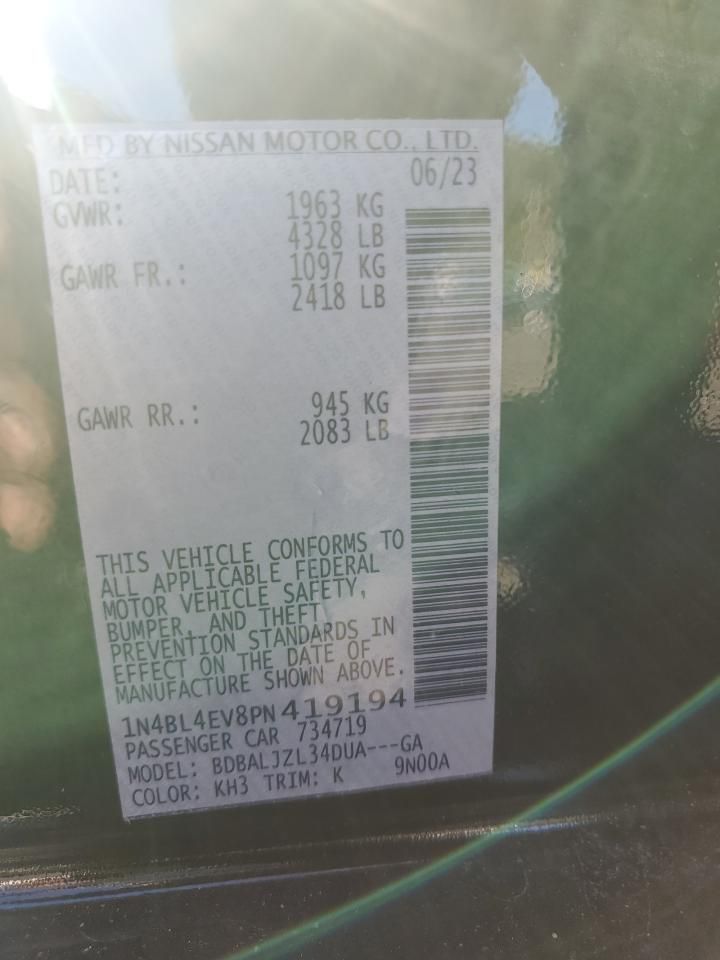 MFD BY NISSAN MOTOR CO., LTD.
DATE: 06/23
GVWR: 1963 KG
4328 LB
GAWR FR.: 1097 KG
2418 LB
GAWR RR.: 945 KG
2083 LB
THIS VEHICLE CONFORMS TO
ALL APPLICABLE FEDERAL
MOTOR VEHICLE SAFETY,
BUMPER, AND THEFT
PREVENTION STANDARDS IN
EFFECT ON THE DATE OF
MANUFACTURE SHOWN ABOVE.
1N4BL4EV8PN419194
PASSENGER CAR 734719
MODEL: BDBALJZL34DUA---GA
COLOR: KH3 TRIM: K 9N00A